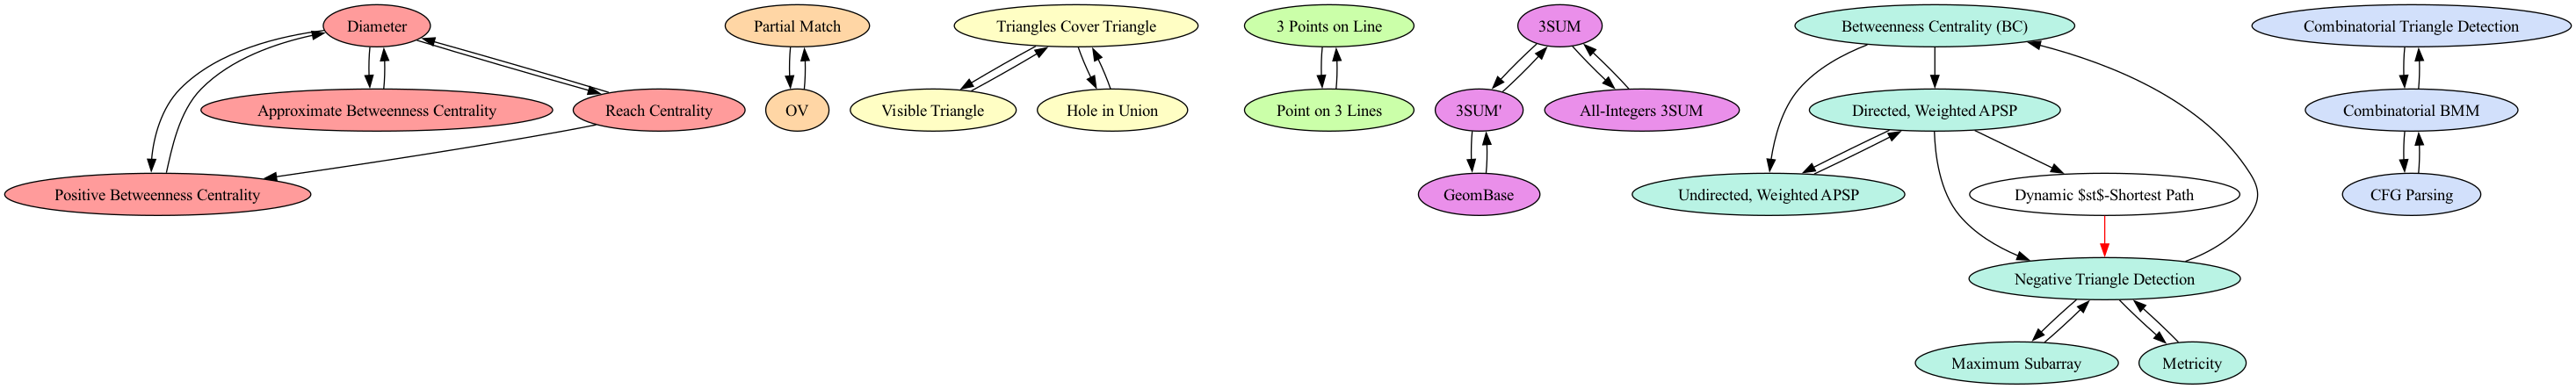 Diameter
Partial Match
Triangles Cover Triangle
3 Points on Line
3SUM
Betweenness Centrality (BC)
Combinatorial Triangle Detection
Approximate Betweenness Centrality
Reach Centrality
OV
Visible Triangle
Hole in Union
Point on 3 Lines
3SUM'
All-Integers 3SUM
Directed, Weighted APSP
Combinatorial BMM
Positive Betweenness Centrality
GeomBase
Undirected, Weighted APSP
Dynamic $st$-Shortest Path
CFG Parsing
Negative Triangle Detection
Maximum Subarray
Metricity